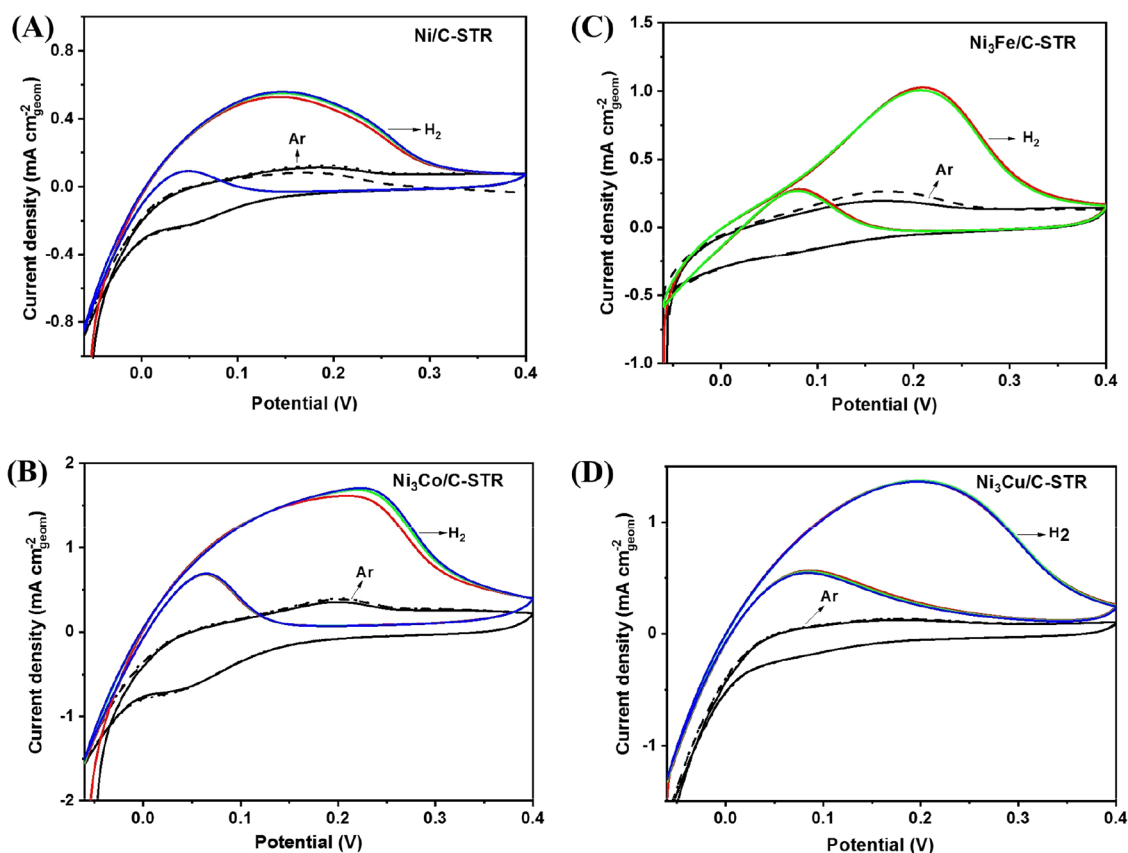 (A)
Ni/C-STR
Current density (mA cm⁻²geom)
0.8
0.4
0.0
-0.4
-0.8
H₂
Ar
0.0 0.1 0.2 0.3 0.4
Potential (V)
(C)
Ni₃Fe/C-STR
Current density (mA cm⁻²geom)
1.5
1.0
0.5
0.0
-0.5
-1.0
H₂
Ar
0.0 0.1 0.2 0.3 0.4
Potential (V)
(B)
Ni₃Co/C-STR
Current density (mA cm⁻²geom)
2
1
0
-1
-2
H₂
Ar
0.0 0.1 0.2 0.3 0.4
Potential (V)
(D)
Ni₃Cu/C-STR
Current density (mA cm⁻²geom)
1
0
-1
H2
Ar
0.0 0.1 0.2 0.3 0.4
Potential (V)